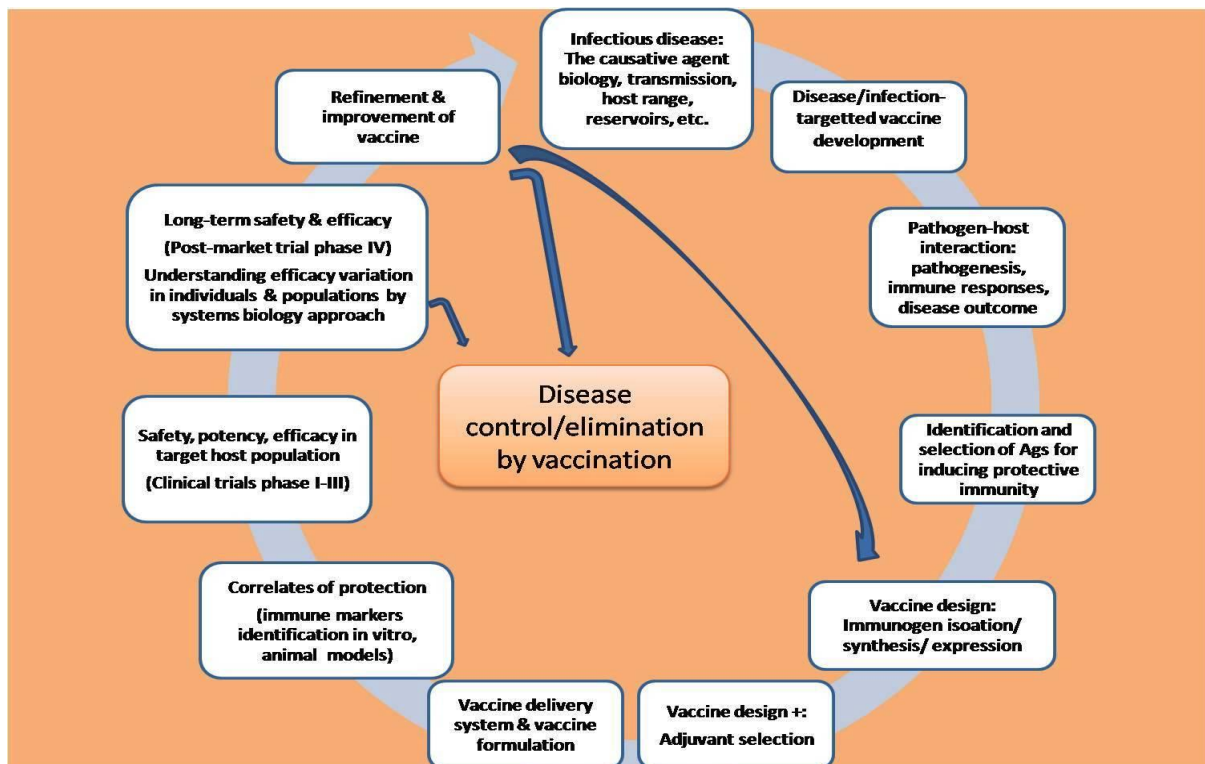 Infectious disease:
The causative agent
biology, transmission,
host range,
reservoirs, etc.
Disease/infection-
targetted vaccine
development
Pathogen-host
interaction:
pathogenesis,
immune responses,
disease outcome
Identification and
selection of Ags for
inducing protective
immunity
Vaccine design:
Immunogen isoation/
synthesis/ expression
Vaccine design +:
Adjuvant selection
Vaccine delivery
system & vaccine
formulation
Correlates of protection
(immune markers
identification in vitro,
animal models)
Safety, potency, efficacy in
target host population
(Clinical trials phase I-III)
Long-term safety & efficacy
(Post-market trial phase IV)
Understanding efficacy variation
in individuals & populations by
systems biology approach
Refinement &
improvement of
vaccine
Disease
control/elimination
by vaccination